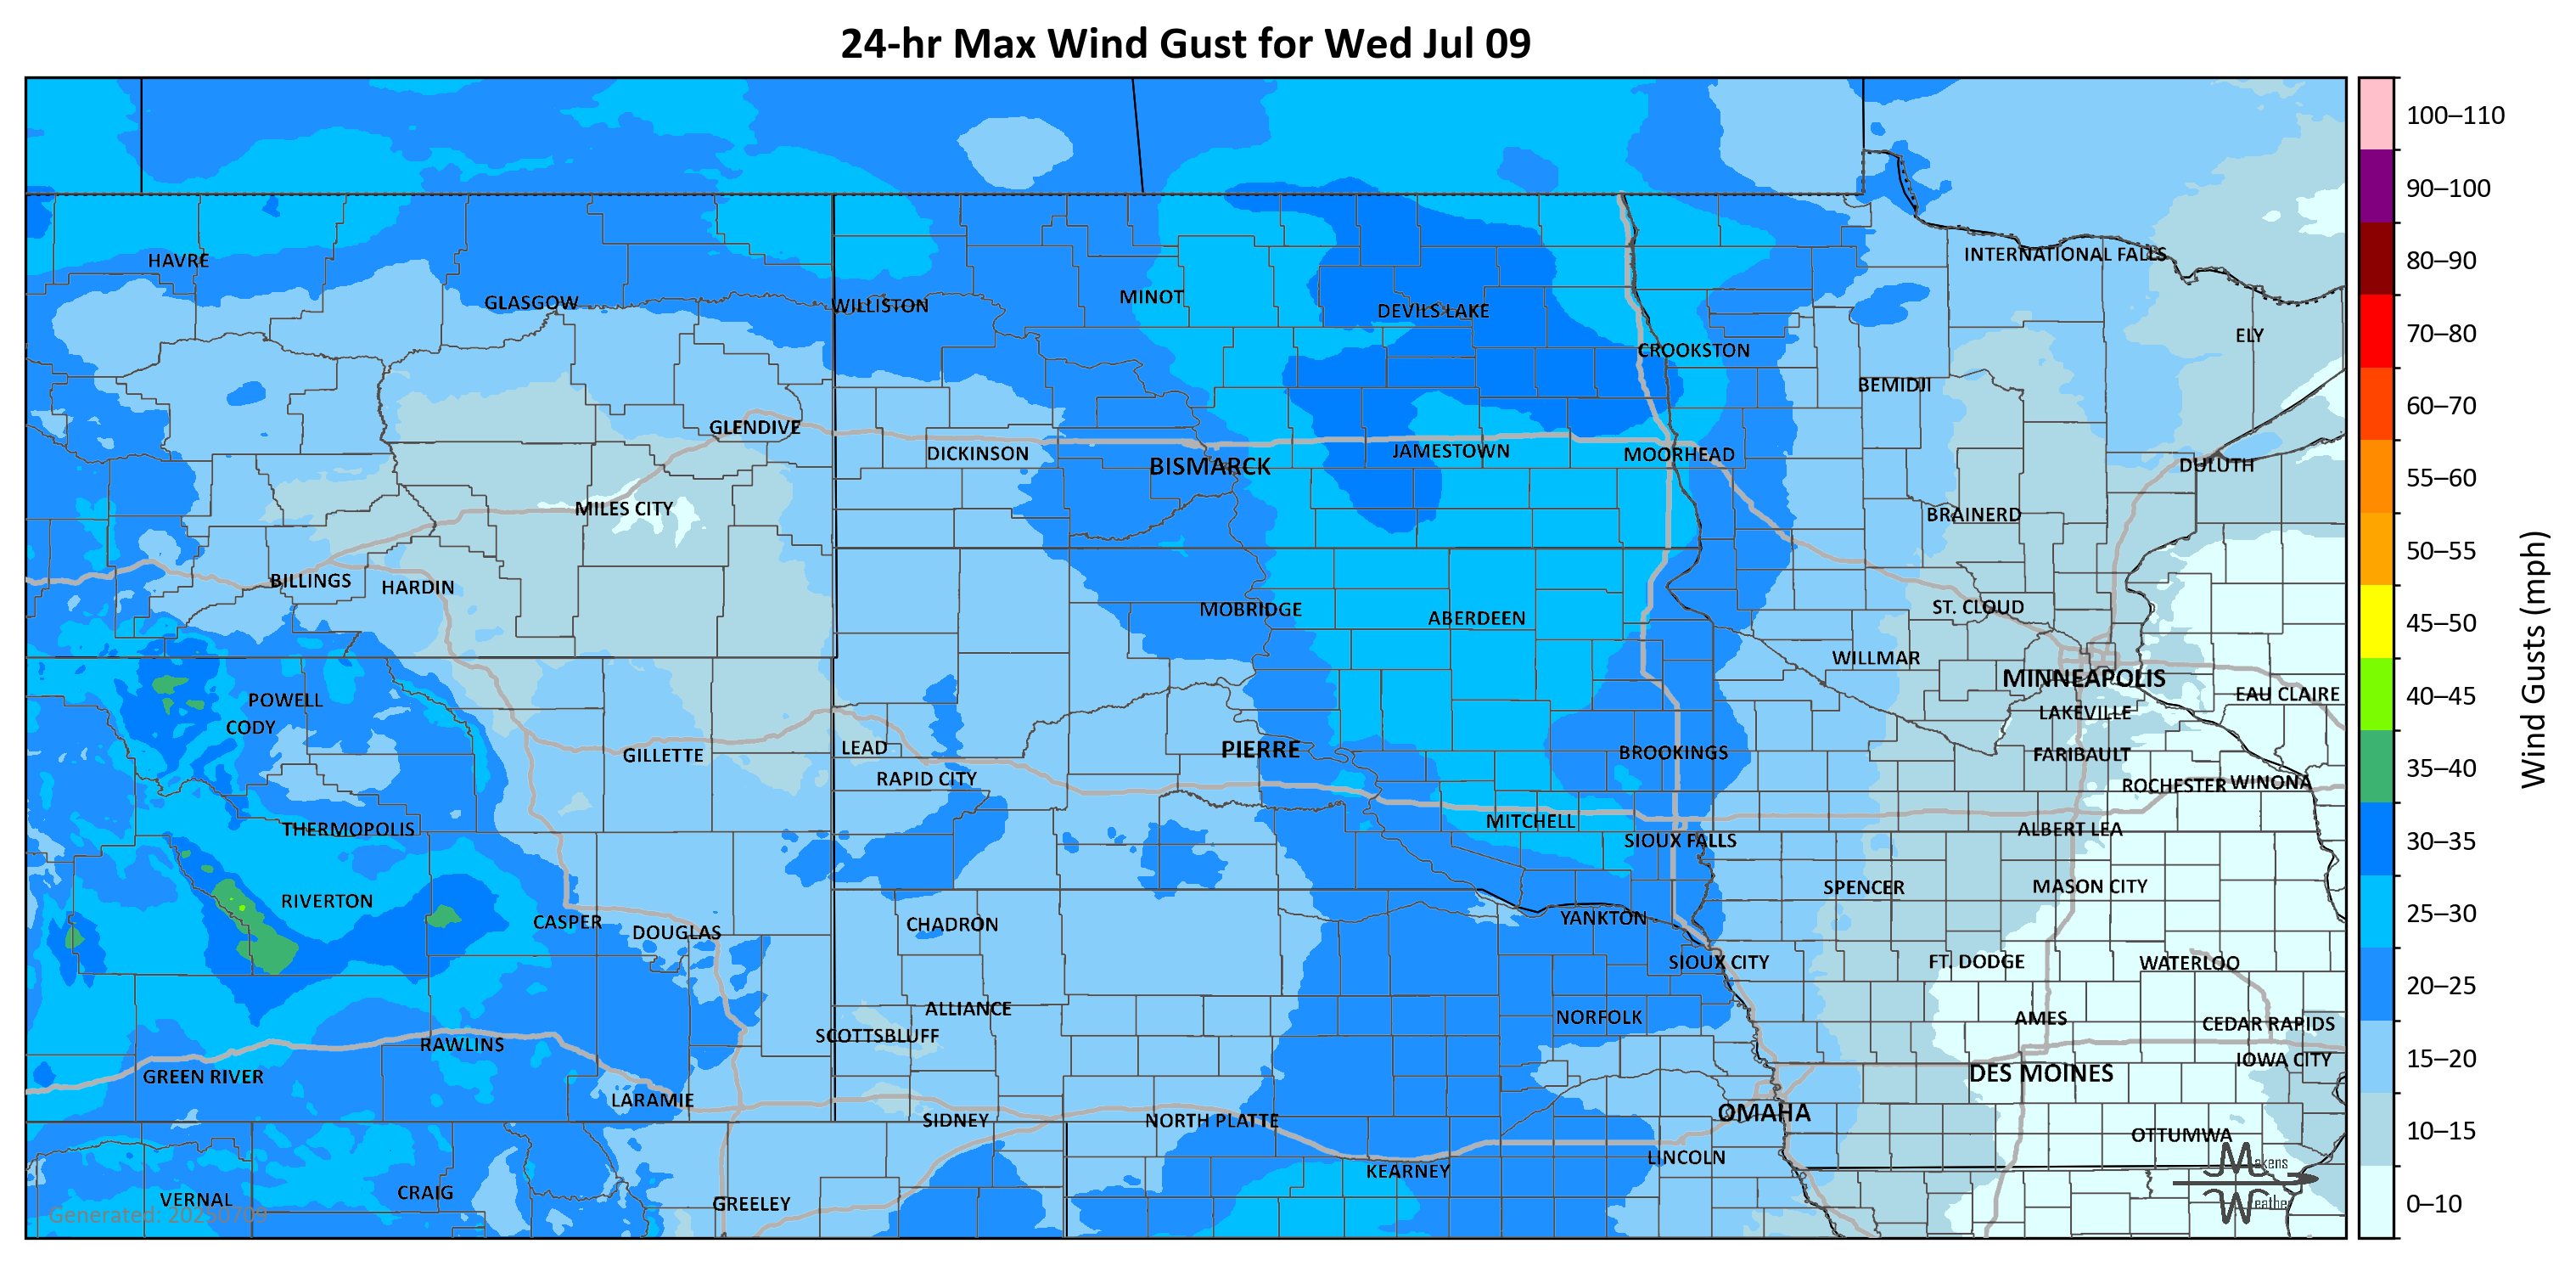 24-hr Max Wind Gust for Wed Jul 09
100–110
90–100
80–90
70–80
60–70
55–60
50–55
45–50
40–45
35–40
30–35
25–30
20–25
15–20
10–15
0–10
Wind Gusts (mph)
HAVRE
GLASGOW
WILLISTON
MINOT
DEVILS LAKE
CROOKSTON
INTERNATIONAL FALLS
ELY
BEMIDJI
GLENDIVE
DICKINSON
BISMARCK
JAMESTOWN
MOORHEAD
DULUTH
MILES CITY
BRAINERD
BILLINGS
HARDIN
MOBRIDGE
ABERDEEN
ST. CLOUD
WILLMAR
MINNEAPOLIS
EAU CLAIRE
POWELL
CODY
LAKEVILLE
GILLETTE
LEAD
PIERRE
BROOKINGS
FARIBAULT
RAPID CITY
ROCHESTER
WINONA
THERMOPOLIS
MITCHELL
SIOUX FALLS
ALBERT LEA
RIVERTON
SPENCER
MASON CITY
CASPER
DOUGLAS
CHADRON
YANKTON
SIOUX CITY
FT. DODGE
WATERLOO
ALLIANCE
NORFOLK
AMES
CEDAR RAPIDS
SCOTTSBLUFF
RAWLINS
IOWA CITY
GREEN RIVER
DES MOINES
LARAMIE
SIDNEY
NORTH PLATTE
OMAHA
OTTUMWA
KEARNEY
LINCOLN
VERNAL
CRAIG
GREELEY
Generated: 20250709
Makens
Weather